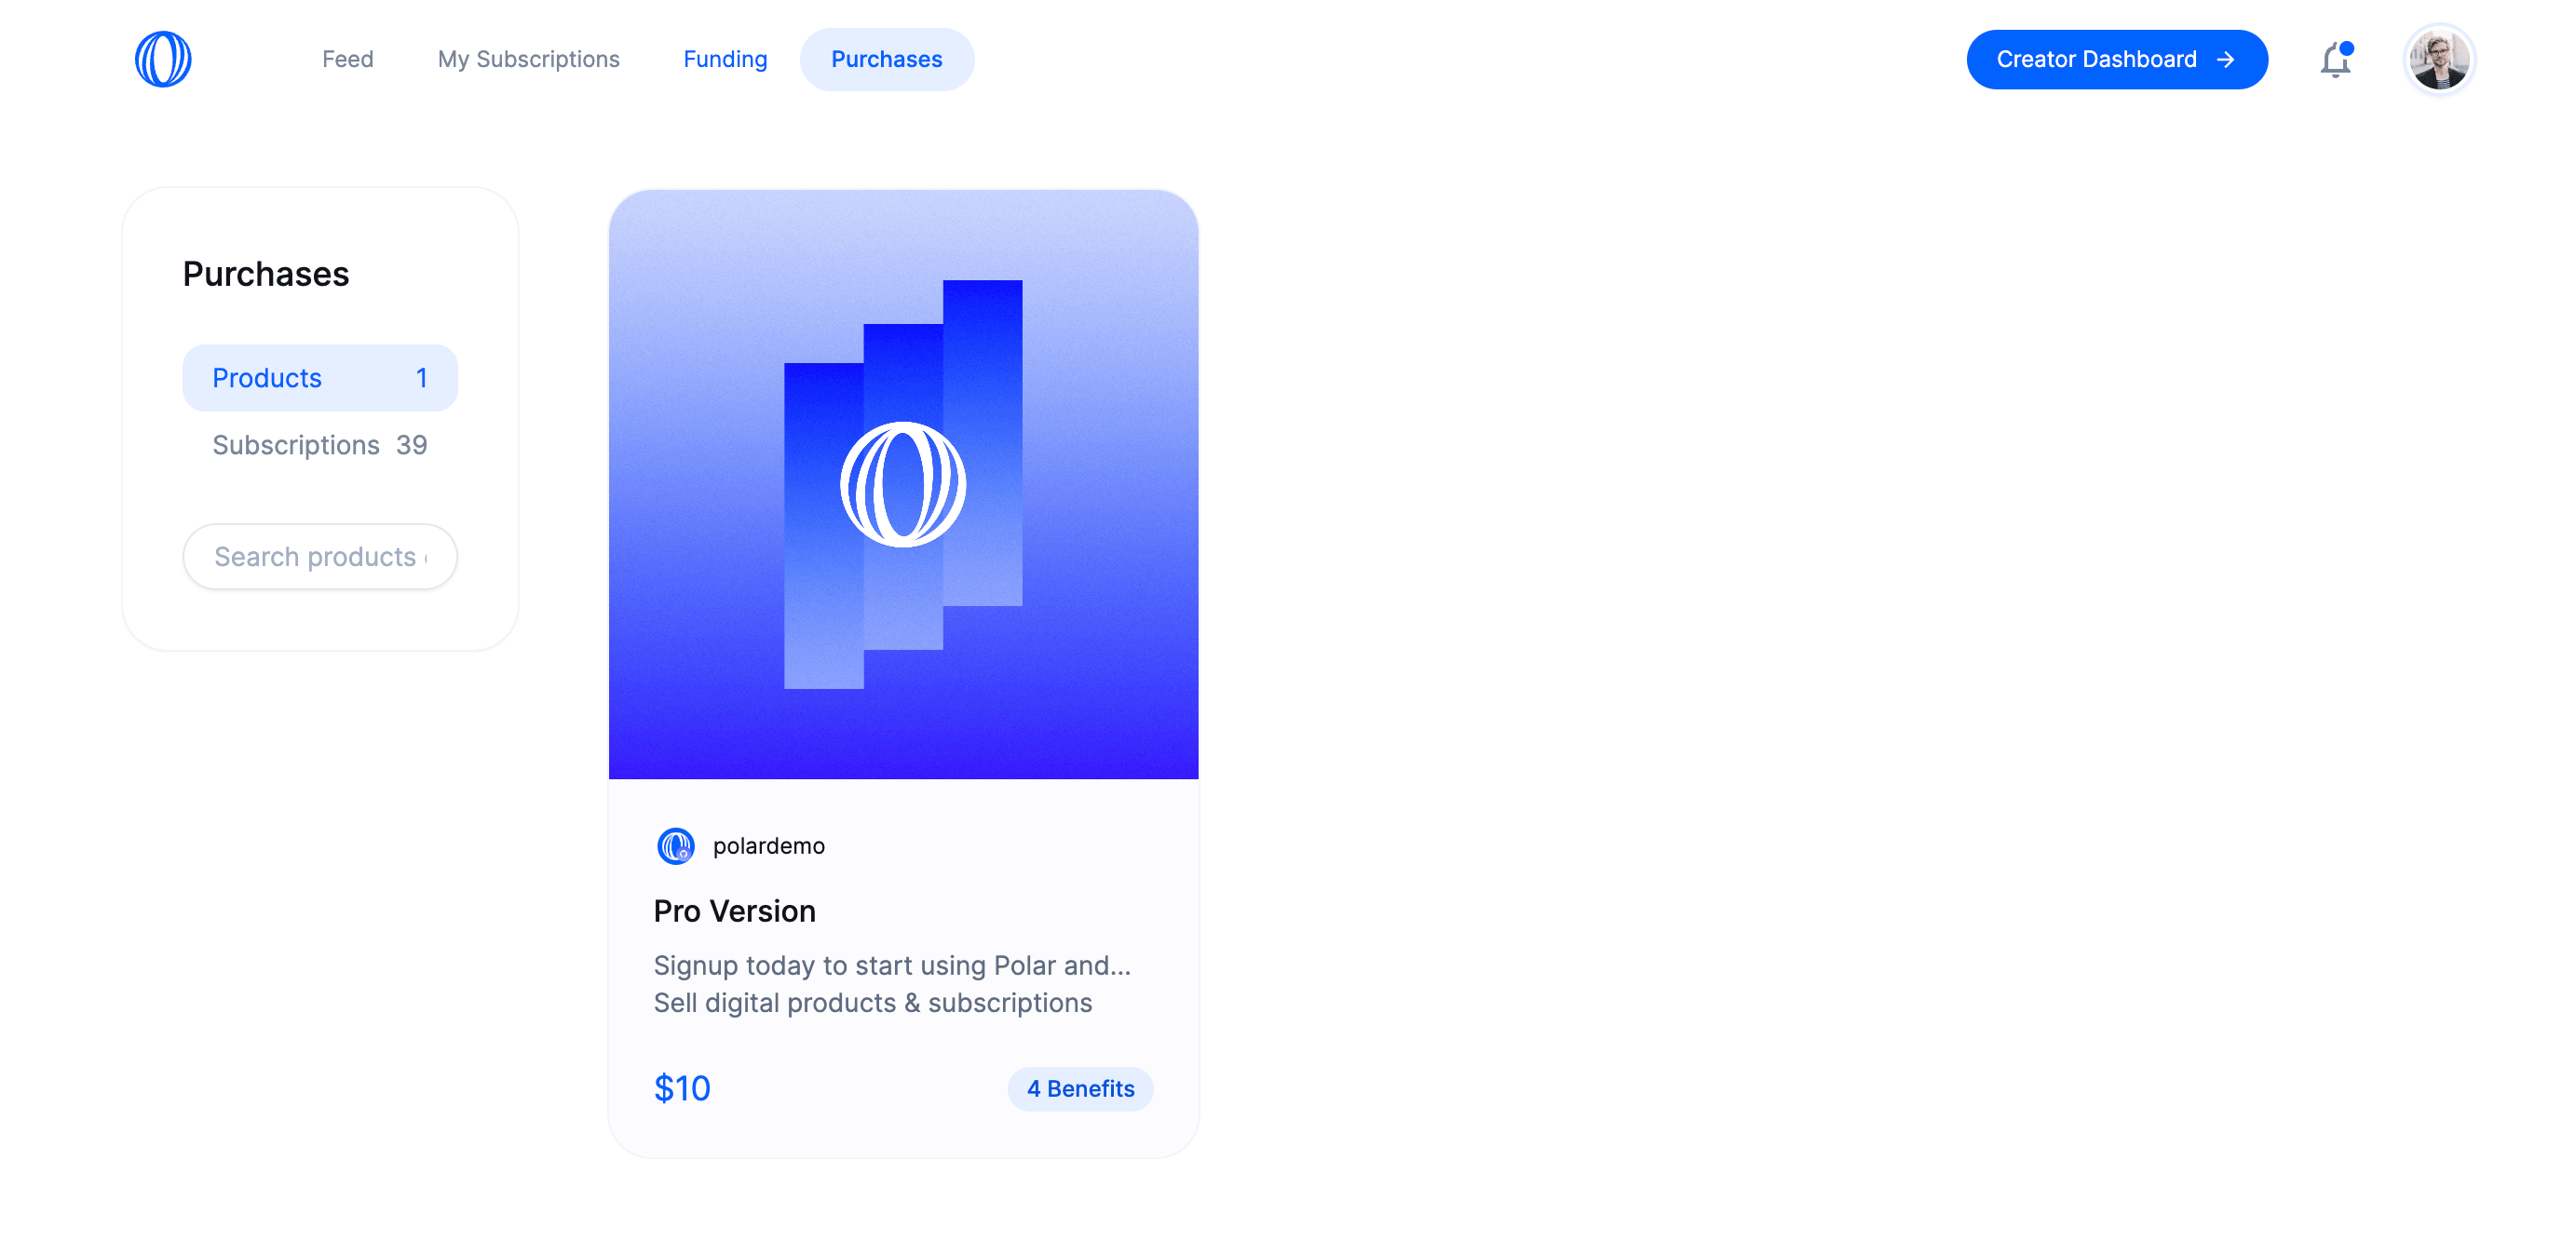 Feed
My Subscriptions
Funding
Purchases
Creator Dashboard
Purchases
Products 1
Subscriptions 39
Search products
polardemo
Pro Version
Signup today to start using Polar and...
Sell digital products & subscriptions
$10
4 Benefits